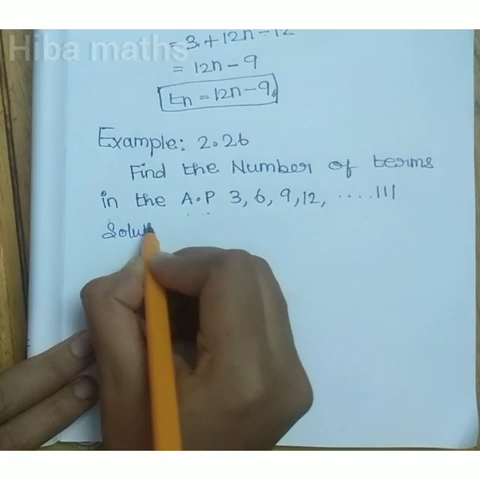 Hiba maths
= 3 + 12n - 12
= 12n - 9
tn = 12n - 9.
Example: 2.26
Find the Number of terms
in the A.P 3, 6, 9, 12, .....111
Solut